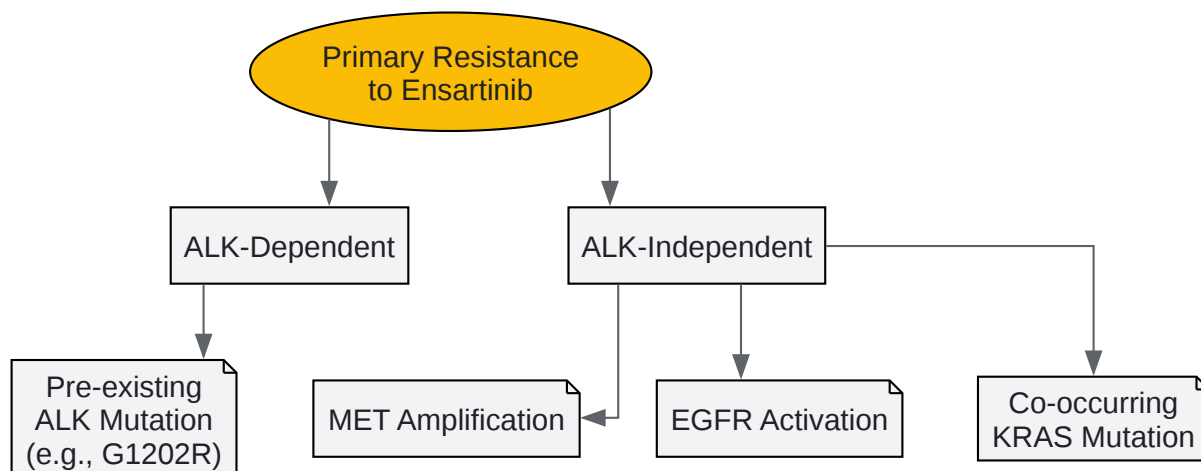 Primary Resistance
to Ensartinib
ALK-Dependent
ALK-Independent
Pre-existing
ALK Mutation
(e.g., G1202R)
MET Amplification
EGFR Activation
Co-occurring
KRAS Mutation